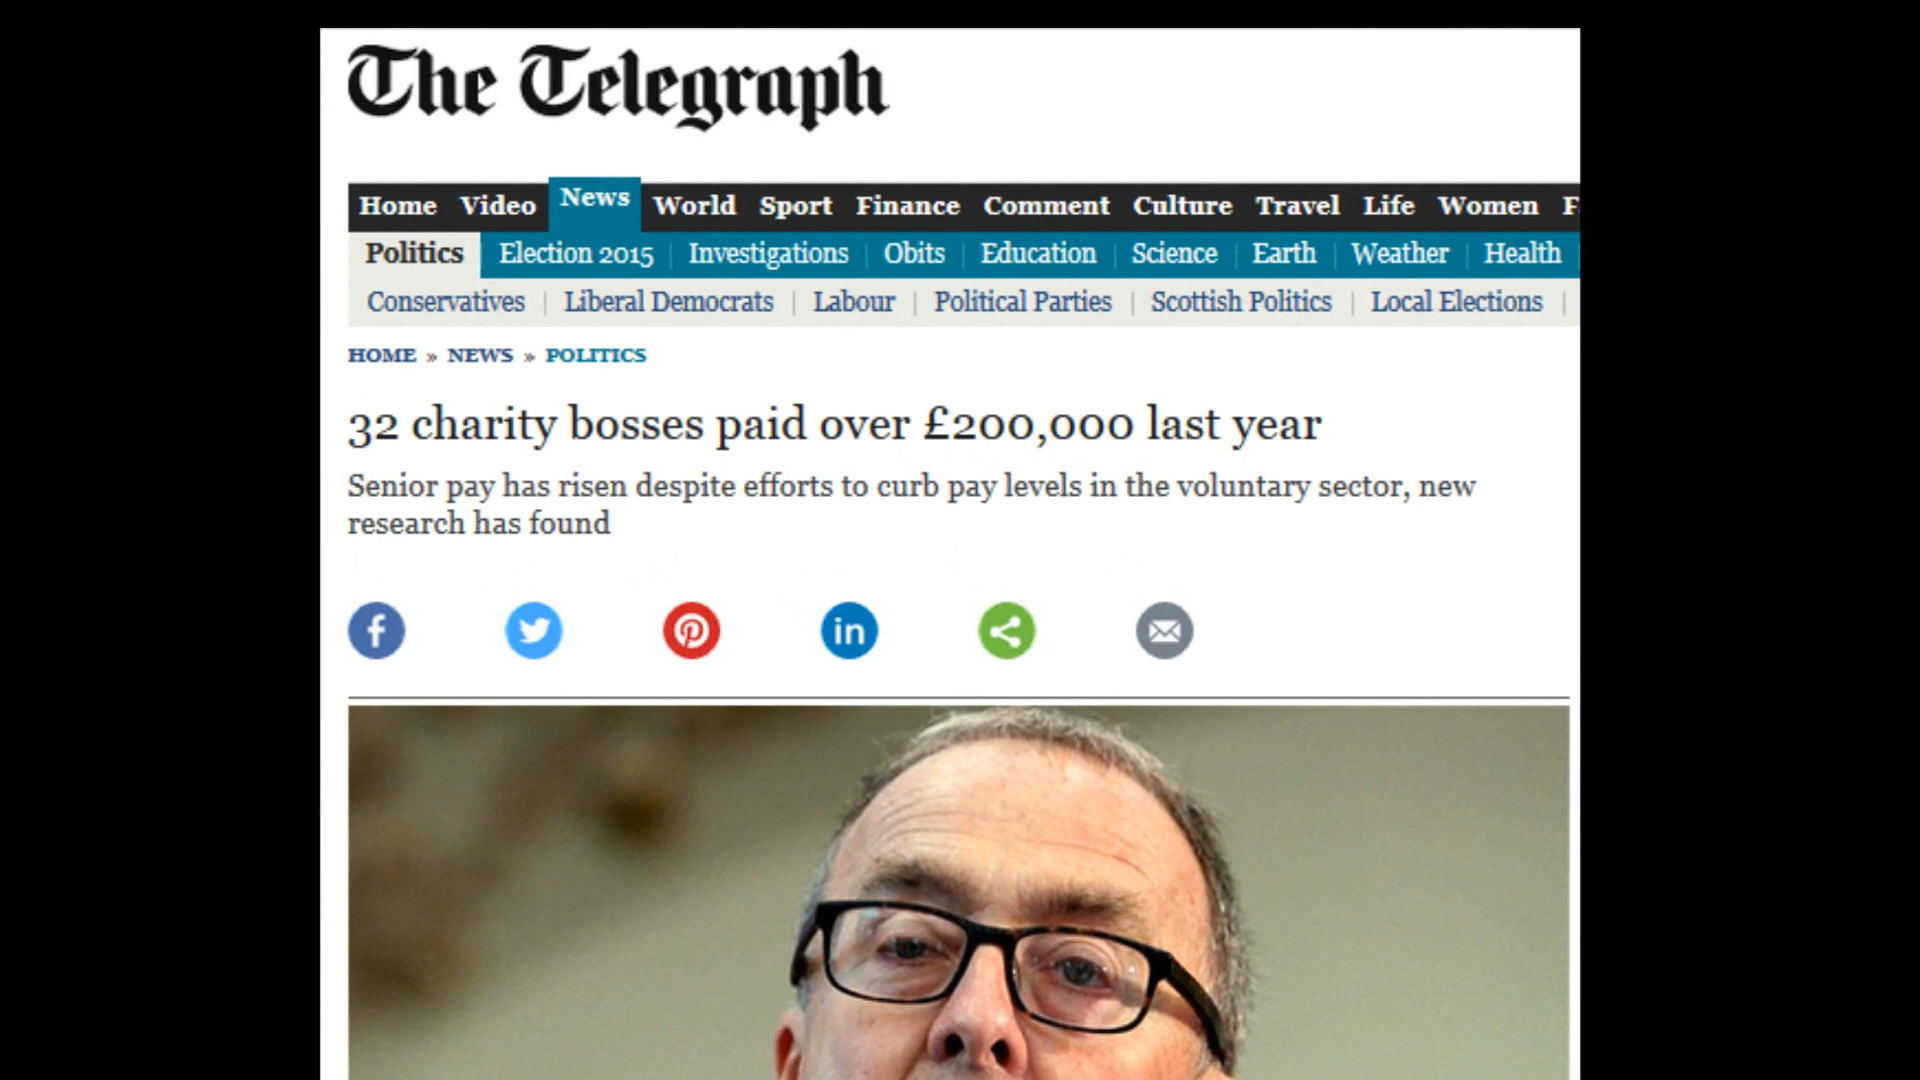 The Telegraph
Home Video News World Sport Finance Comment Culture Travel Life Women F
Politics Election 2015 Investigations Obits Education Science Earth Weather Health
Conservatives Liberal Democrats Labour Political Parties Scottish Politics Local Elections
HOME » NEWS » POLITICS
32 charity bosses paid over £200,000 last year
Senior pay has risen despite efforts to curb pay levels in the voluntary sector, new
research has found